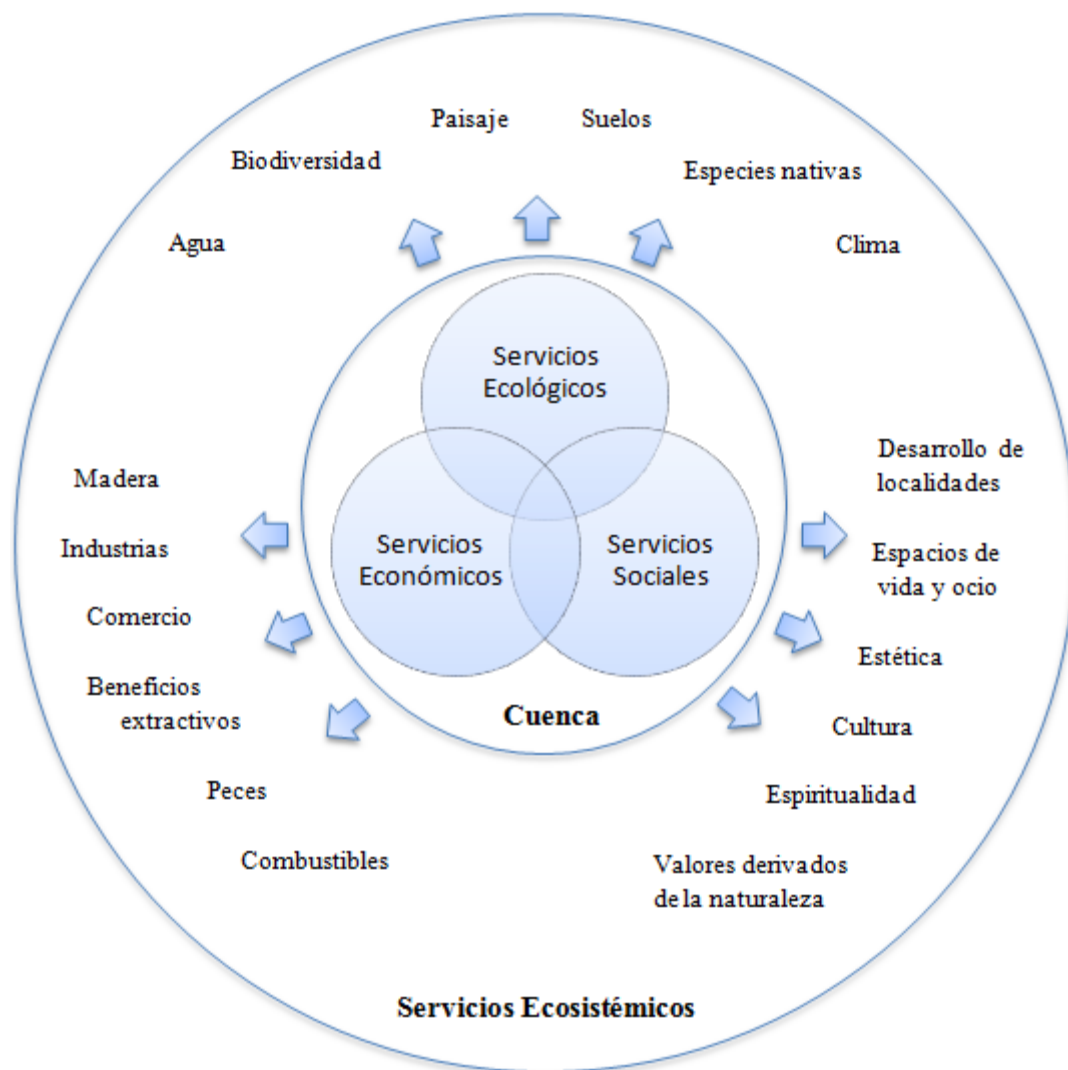 Paisaje
Suelos
Biodiversidad
Especies nativas
Agua
Clima
Servicios
Ecológicos
Servicios
Económicos
Servicios
Sociales
Cuenca
Madera
Industrias
Comercio
Beneficios
extractivos
Peces
Combustibles
Desarrollo de
localidades
Espacios de
vida y ocio
Estética
Cultura
Espiritualidad
Valores derivados
de la naturaleza
Servicios Ecosistémicos